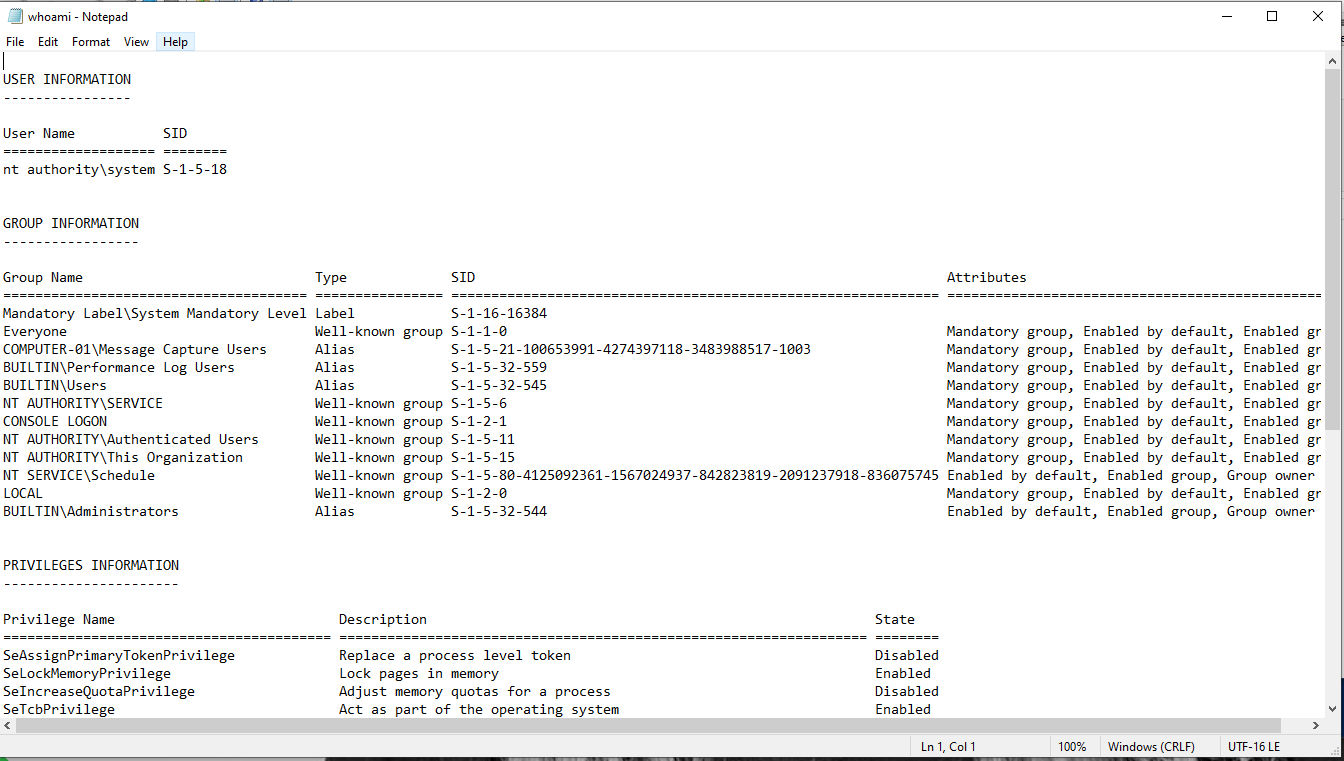 whoami - Notepad
File Edit Format View Help
USER INFORMATION
----------------
User Name           SID
=================== ========
nt authority\system S-1-5-18
GROUP INFORMATION
-----------------
Group Name                             Type             SID                                                           Attributes
====================================== ================ ============================================================= ===============================================
Mandatory Label\System Mandatory Level Label            S-1-16-16384
Everyone                               Well-known group S-1-1-0                                                       Mandatory group, Enabled by default, Enabled gr
COMPUTER-01\Message Capture Users      Alias            S-1-5-21-100653991-4274397118-3483988517-1003                 Mandatory group, Enabled by default, Enabled gr
BUILTIN\Performance Log Users          Alias            S-1-5-32-559                                                  Mandatory group, Enabled by default, Enabled gr
BUILTIN\Users                          Alias            S-1-5-32-545                                                  Mandatory group, Enabled by default, Enabled gr
NT AUTHORITY\SERVICE                   Well-known group S-1-5-6                                                       Mandatory group, Enabled by default, Enabled gr
CONSOLE LOGON                          Well-known group S-1-2-1                                                       Mandatory group, Enabled by default, Enabled gr
NT AUTHORITY\Authenticated Users       Well-known group S-1-5-11                                                      Mandatory group, Enabled by default, Enabled gr
NT AUTHORITY\This Organization         Well-known group S-1-5-15                                                      Mandatory group, Enabled by default, Enabled gr
NT SERVICE\Schedule                    Well-known group S-1-5-80-4125092361-1567024937-842823819-2091237918-836075745 Enabled by default, Enabled group, Group owner
LOCAL                                  Well-known group S-1-2-0                                                       Mandatory group, Enabled by default, Enabled gr
BUILTIN\Administrators                 Alias            S-1-5-32-544                                                  Enabled by default, Enabled group, Group owner
PRIVILEGES INFORMATION
----------------------
Privilege Name                            Description                                                        State
========================================= ================================================================== ========
SeAssignPrimaryTokenPrivilege             Replace a process level token                                      Disabled
SeLockMemoryPrivilege                     Lock pages in memory                                               Enabled
SeIncreaseQuotaPrivilege                  Adjust memory quotas for a process                                 Disabled
SeTcbPrivilege                            Act as part of the operating system                                Enabled
Ln 1, Col 1 100% Windows (CRLF) UTF-16 LE